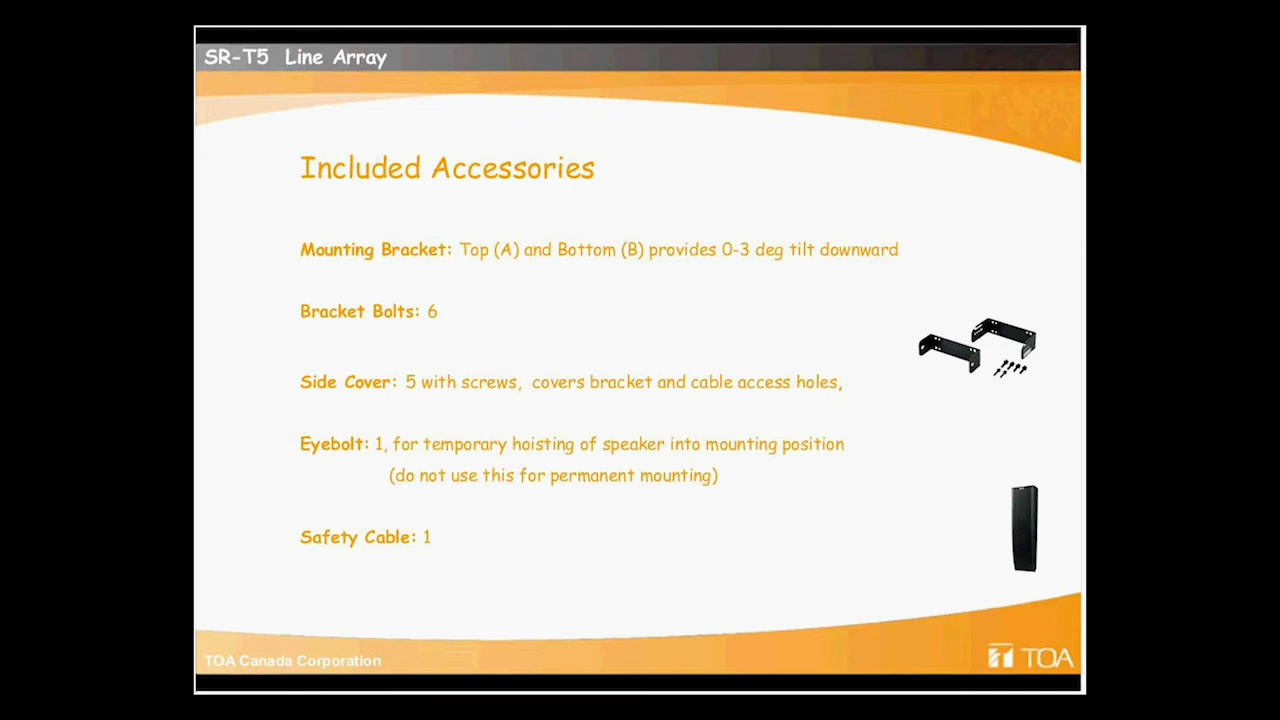 SR-T5 Line Array
Included Accessories
Mounting Bracket: Top (A) and Bottom (B) provides 0-3 deg tilt downward
Bracket Bolts: 6
Side Cover: 5 with screws, covers bracket and cable access holes,
Eyebolt: 1, for temporary hoisting of speaker into mounting position
(do not use this for permanent mounting)
Safety Cable: 1
TOA Canada Corporation
TOA